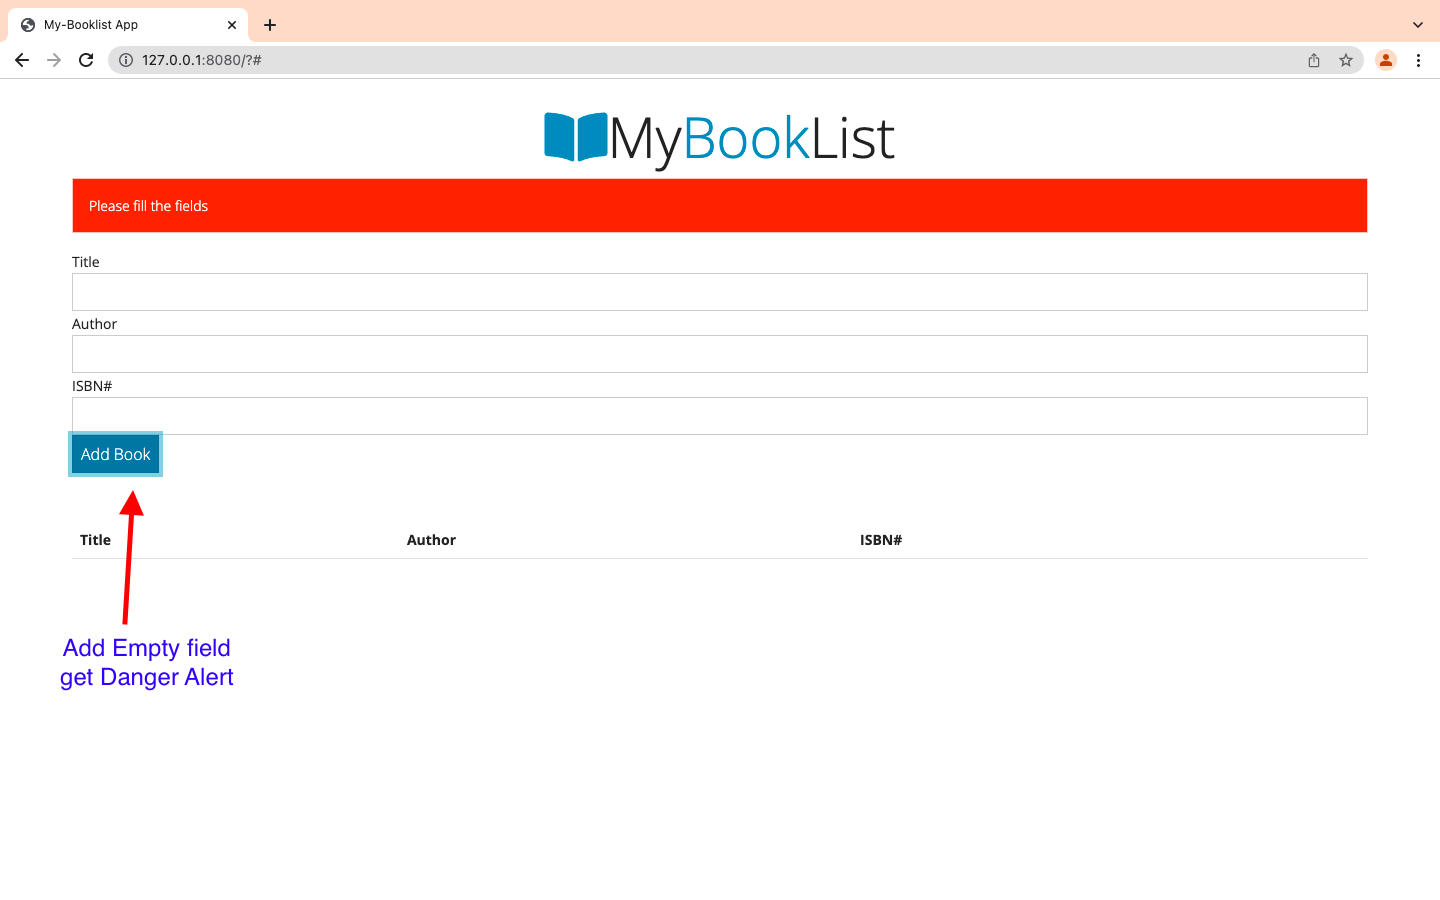 My-Booklist App
127.0.0.1:8080/?#
MyBookList
Please fill the fields
Title
Author
ISBN#
Add Book
Title Author ISBN#
Add Empty field
get Danger Alert